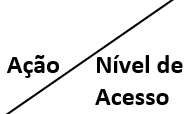 Ação
Nível de
Acesso